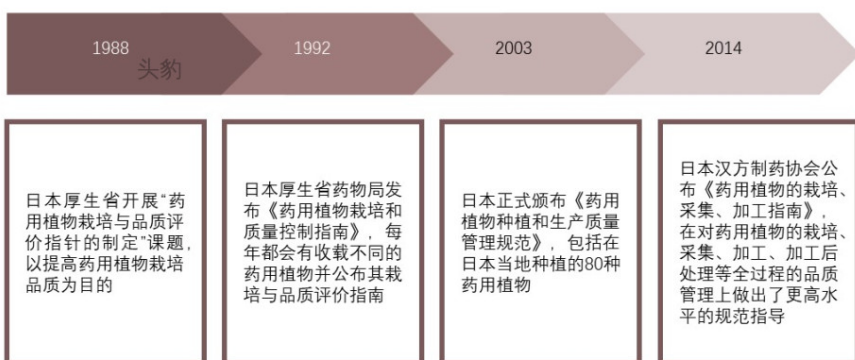 1988
1992
2003
2014
头豹
日本厚生省开展“药
用植物栽培与品质评
价指针的制定”课题，
以提高药用植物栽培
品质为目的
日本厚生省药物局发
布《药用植物栽培和
质量控制指南》，每
年都会有收载不同的
药用植物并公布其栽
培与品质评价指南
日本正式颁布《药用
植物种植和生产质量
管理规范》，包括在
日本当地种植的80种
药用植物
日本汉方制药协会公
布《药用植物的栽培、
采集、加工指南》，
在对药用植物的栽培、
采集、加工、加工后
处理等全过程的品质
管理上做出了更高水
平的规范指导